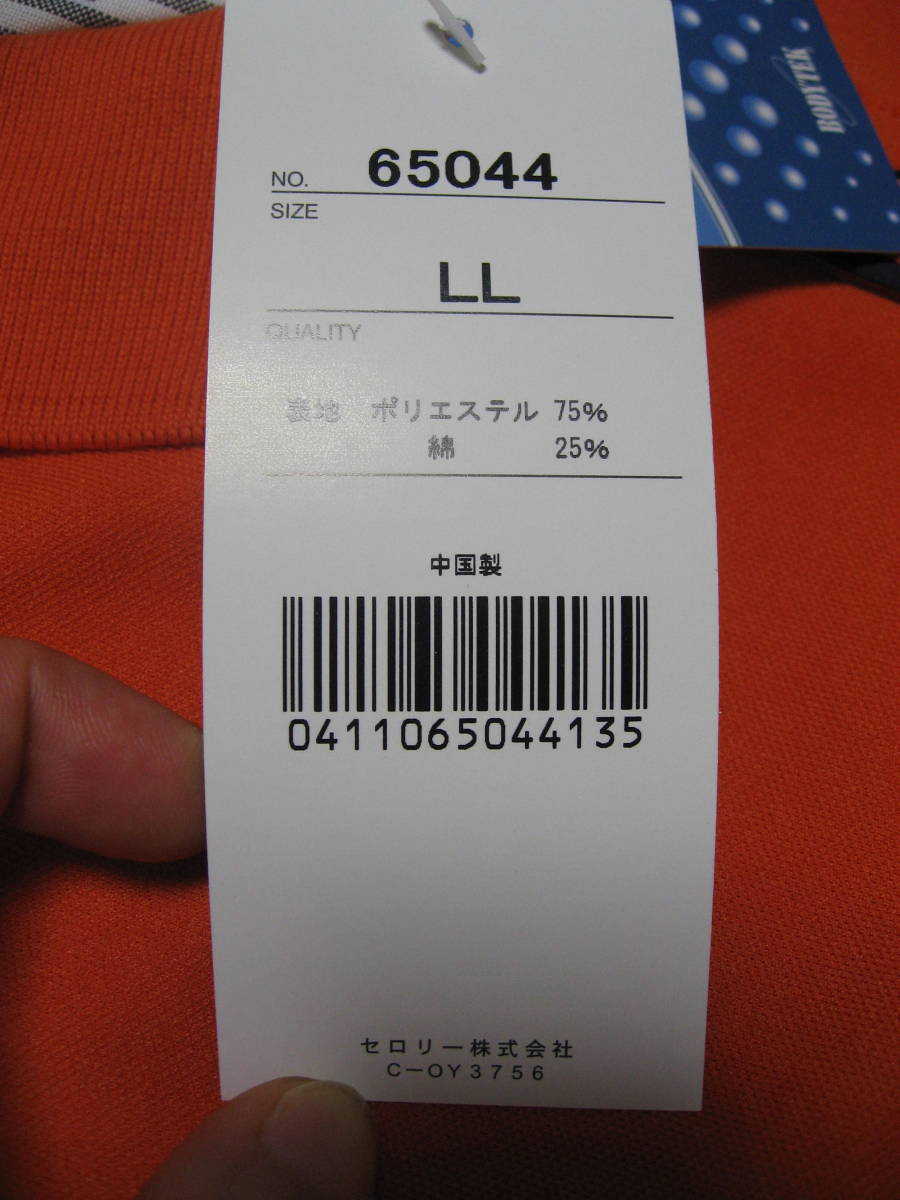 BODYTEK
NO. 65044
SIZE
LL
QUALITY
表地 ポリエステル 75%
綿 25%
中国製
0411065044135
セロリー株式会社
C-OY3756